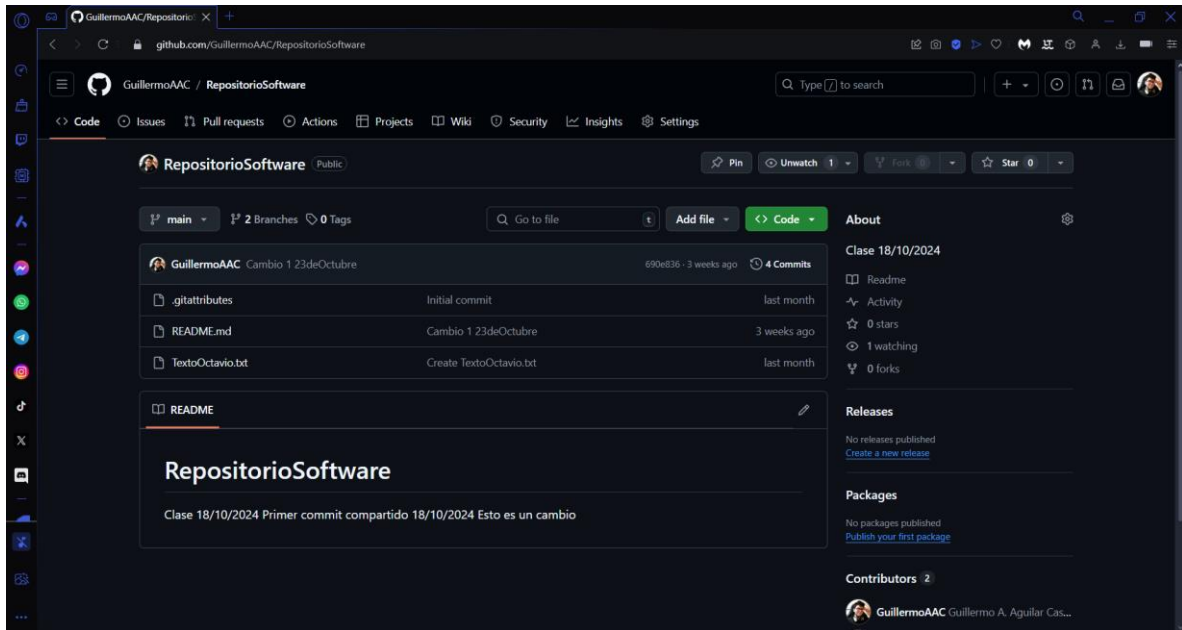 GuillermoAAC/Repositorio
github.com/GuillermoAAC/RepositorioSoftware
GuillermoAAC / RepositorioSoftware
Type / to search
Code Issues Pull requests Actions Projects Wiki Security Insights Settings
RepositorioSoftware Public
Pin Unwatch 1 Fork 0 Star 0
main 2 Branches 0 Tags Go to file t Add file Code
GuillermoAAC Cambio 1 23deOctubre 690e836 · 3 weeks ago 4 Commits
.gitattributes Initial commit last month
README.md Cambio 1 23deOctubre 3 weeks ago
TextoOctavio.txt Create TextoOctavio.txt last month
README
RepositorioSoftware
Clase 18/10/2024 Primer commit compartido 18/10/2024 Esto es un cambio
About
Clase 18/10/2024
Readme
Activity
0 stars
1 watching
0 forks
Releases
No releases published
Create a new release
Packages
No packages published
Publish your first package
Contributors 2
GuillermoAAC Guillermo A. Aguilar Cas...